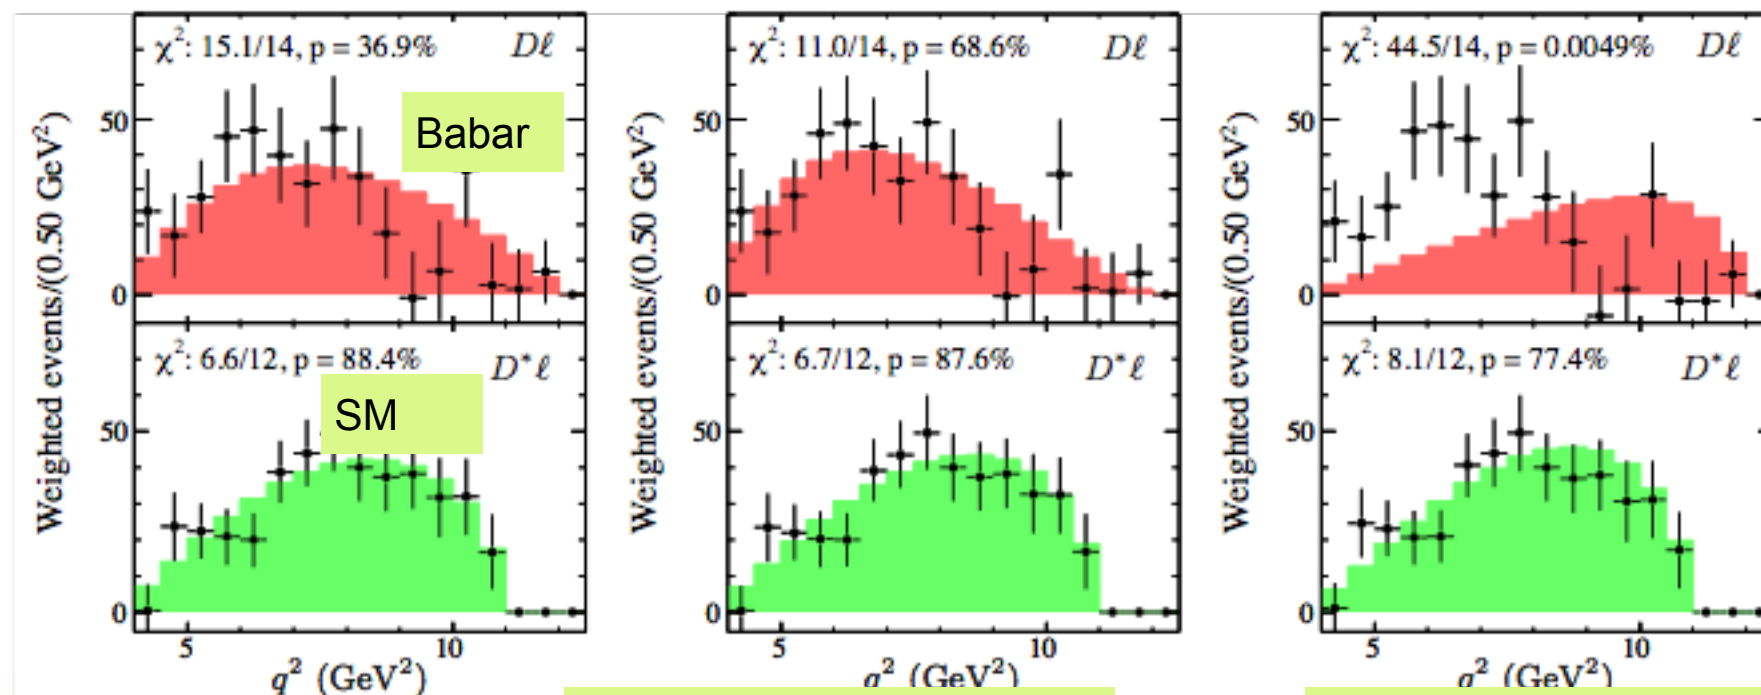 χ²: 15.1/14, p = 36.9% Dℓ
Babar
50
0
Weighted events/(0.50 GeV²)
χ²: 6.6/12, p = 88.4% D*ℓ
SM
50
0
5 10
q² (GeV²)
χ²: 11.0/14, p = 68.6% Dℓ
50
0
Weighted events/(0.50 GeV²)
χ²: 6.7/12, p = 87.6% D*ℓ
50
0
5 10
q² (GeV²)
χ²: 44.5/14, p = 0.0049% Dℓ
50
0
Weighted events/(0.50 GeV²)
χ²: 8.1/12, p = 77.4% D*ℓ
50
0
5 10
q² (GeV²)